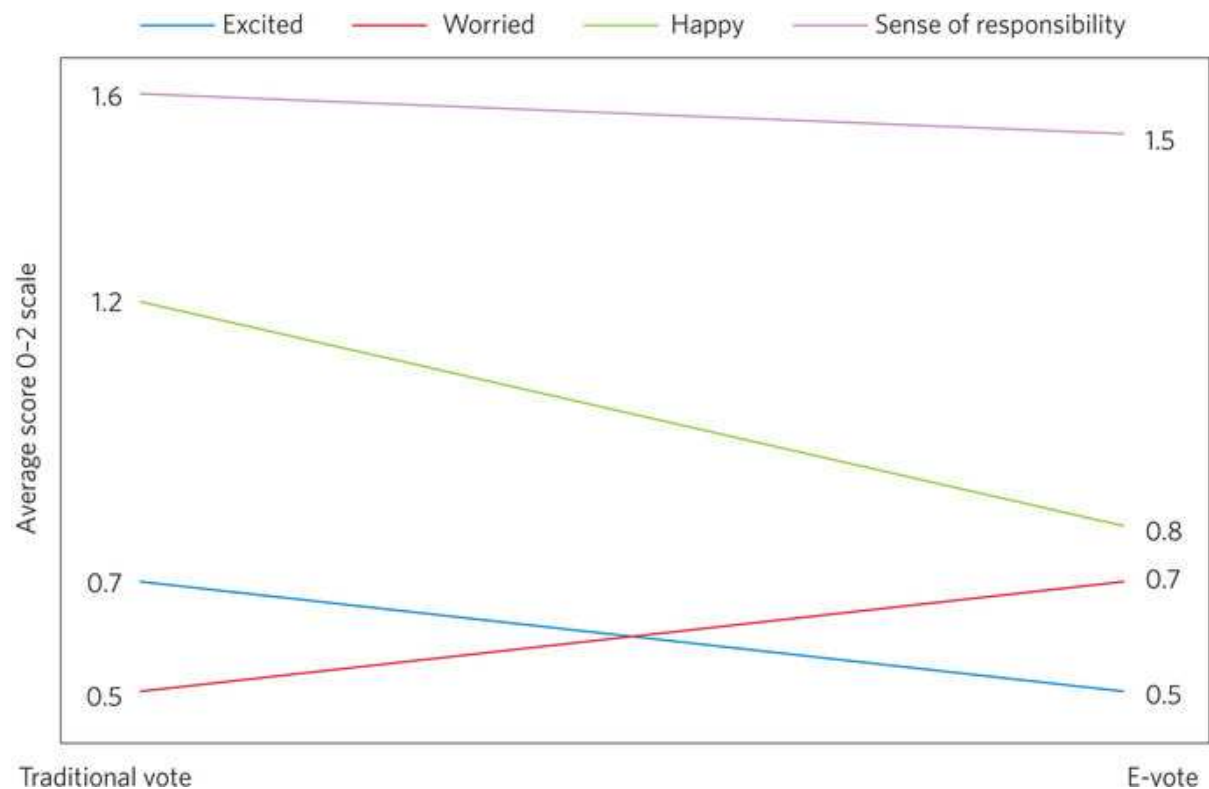 Excited Worried Happy Sense of responsibility
Average score 0–2 scale
1.6
1.5
1.2
0.8
0.7
0.7
0.5
0.5
Traditional vote E-vote